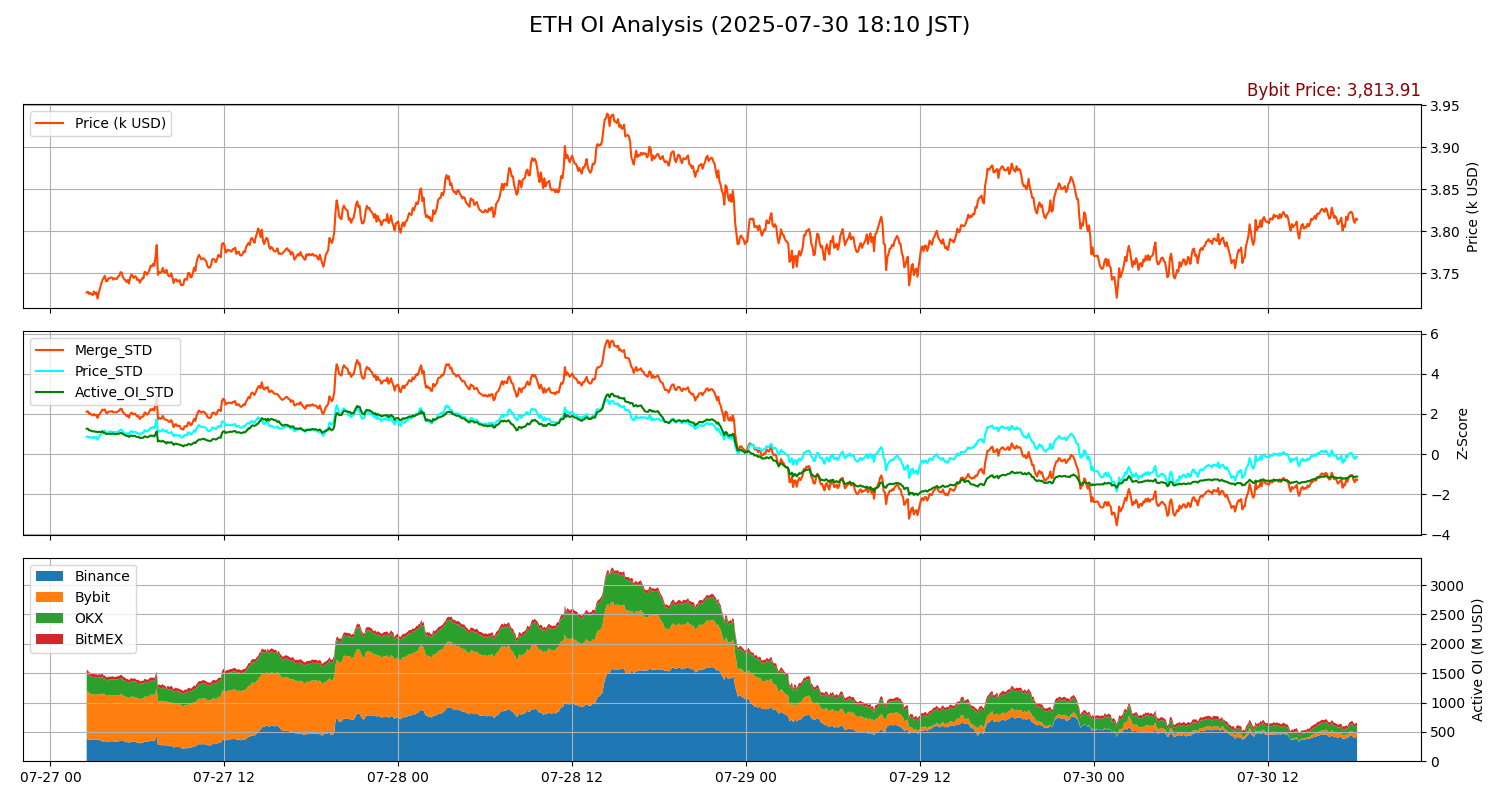 ETH OI Analysis (2025-07-30 18:10 JST)
Bybit Price: 3,813.91
Price (k USD)
3.95
3.90
3.85
3.80
3.75
Price (k USD)
Merge_STD
Price_STD
Active_OI_STD
6
4
2
0
−2
−4
Z-Score
Binance
Bybit
OKX
BitMEX
3000
2500
2000
1500
1000
500
0
Active OI (M USD)
07-27 00
07-27 12
07-28 00
07-28 12
07-29 00
07-29 12
07-30 00
07-30 12